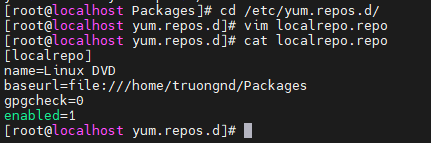 [root@localhost Packages]# cd /etc/yum.repos.d/
[root@localhost yum.repos.d]# vim localrepo.repo
[root@localhost yum.repos.d]# cat localrepo.repo
[localrepo]
name=Linux DVD
baseurl=file:///home/truongnd/Packages
gpgcheck=0
enabled=1
[root@localhost yum.repos.d]#